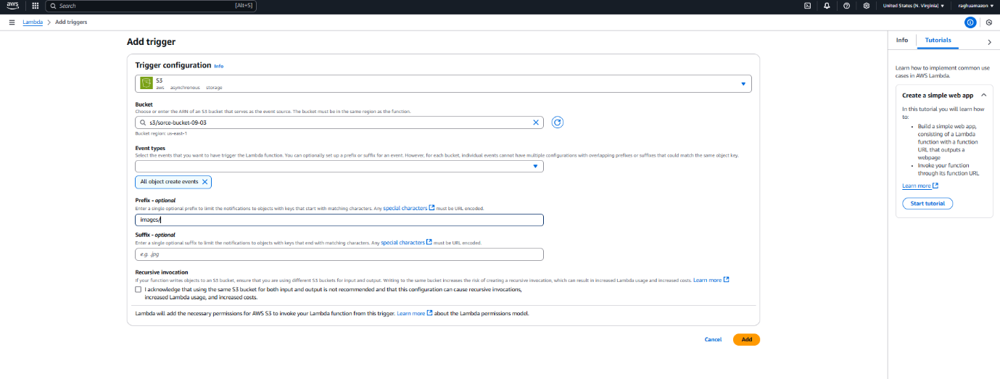 aws
Search [Alt+S]
United States (N. Virginia) ▼ raghuamazon ▼
Lambda > Add triggers
Add trigger
Trigger configuration Info
S3
aws asynchronous storage
Bucket
Choose or enter the ARN of an S3 bucket that serves as the event source. The bucket must be in the same region as the function.
s3/sorce-bucket-09-03
Bucket region: us-east-1
Event types
Select the events that you want to have trigger the Lambda function. You can optionally set up a prefix or suffix for an event. However, for each bucket, individual events cannot have multiple configurations with overlapping prefixes or suffixes that could match the same object key.
All object create events
Prefix - optional
Enter a single optional prefix to limit the notifications to objects with keys that start with matching characters. Any special characters must be URL encoded.
images/
Suffix - optional
Enter a single optional suffix to limit the notifications to objects with keys that end with matching characters. Any special characters must be URL encoded.
e.g. .jpg
Recursive invocation
If your function writes objects to an S3 bucket, ensure that you are using different S3 buckets for input and output. Writing to the same bucket increases the risk of creating a recursive invocation, which can result in increased Lambda usage and increased costs. Learn more
I acknowledge that using the same S3 bucket for both input and output is not recommended and that this configuration can cause recursive invocations,
increased Lambda usage, and increased costs.
Lambda will add the necessary permissions for AWS S3 to invoke your Lambda function from this trigger. Learn more about the Lambda permissions model.
Cancel Add
Info Tutorials
Learn how to implement common use
cases in AWS Lambda.
Create a simple web app
In this tutorial you will learn how
to:
• Build a simple web app,
consisting of a Lambda
function with a function
URL that outputs a
webpage
• Invoke your function
through its function URL
Learn more
Start tutorial